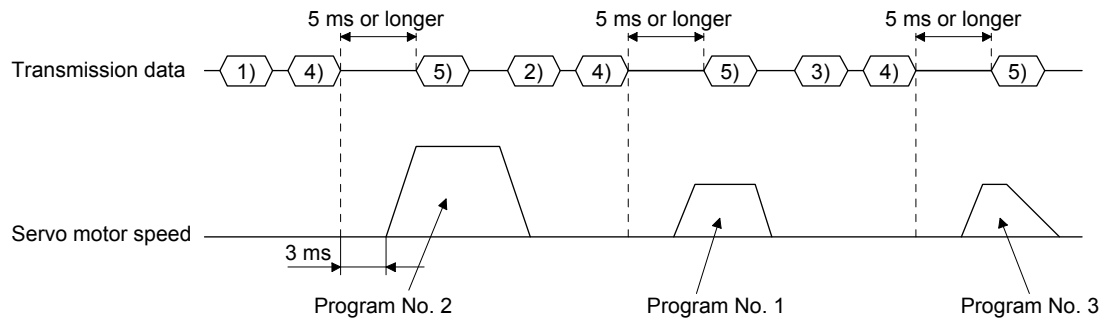 5 ms or longer 5 ms or longer 5 ms or longer
Transmission data 1) 4) 5) 2) 4) 5) 3) 4) 5)
Servo motor speed
3 ms
Program No. 2 Program No. 1 Program No. 3